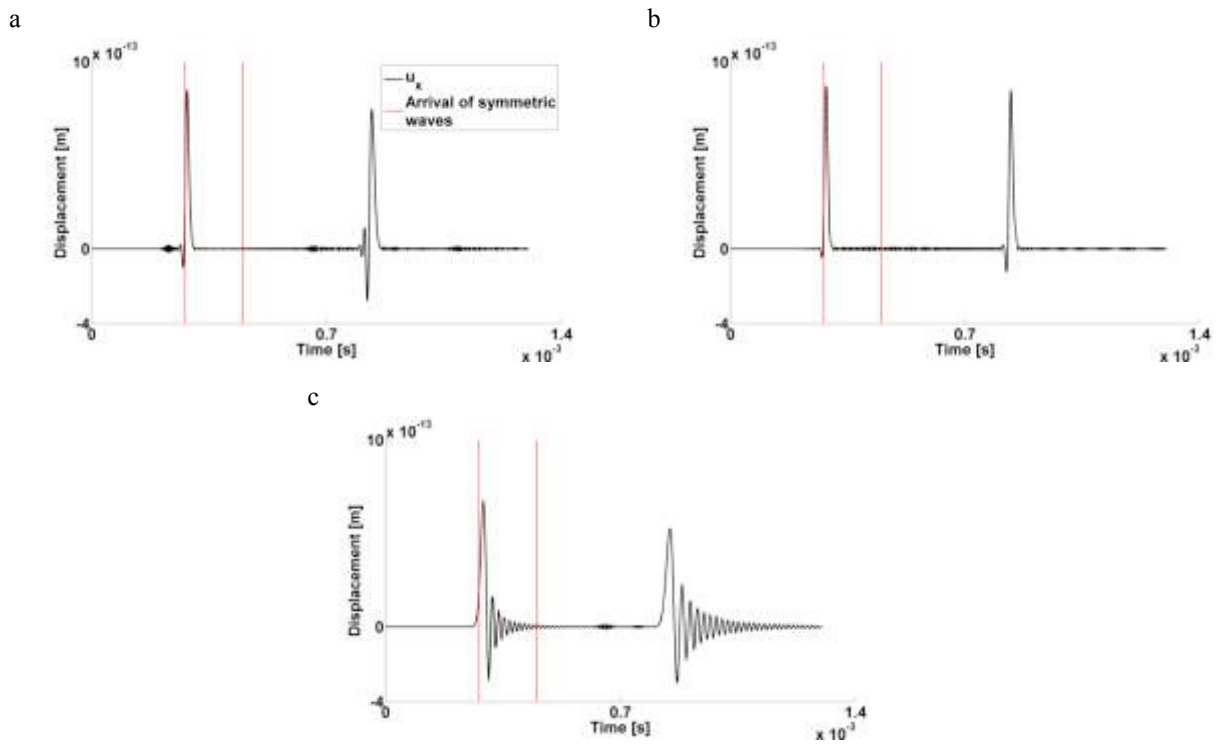 a
10 x 10^-13
Displacement [m]
0
-4
u_x
Arrival of symmetric
waves
0
0.7
1.4
Time [s]
x 10^-3
b
10 x 10^-13
Displacement [m]
0
-4
0
0.7
1.4
Time [s]
x 10^-3
c
10 x 10^-13
Displacement [m]
0
-4
0
0.7
1.4
Time [s]
x 10^-3